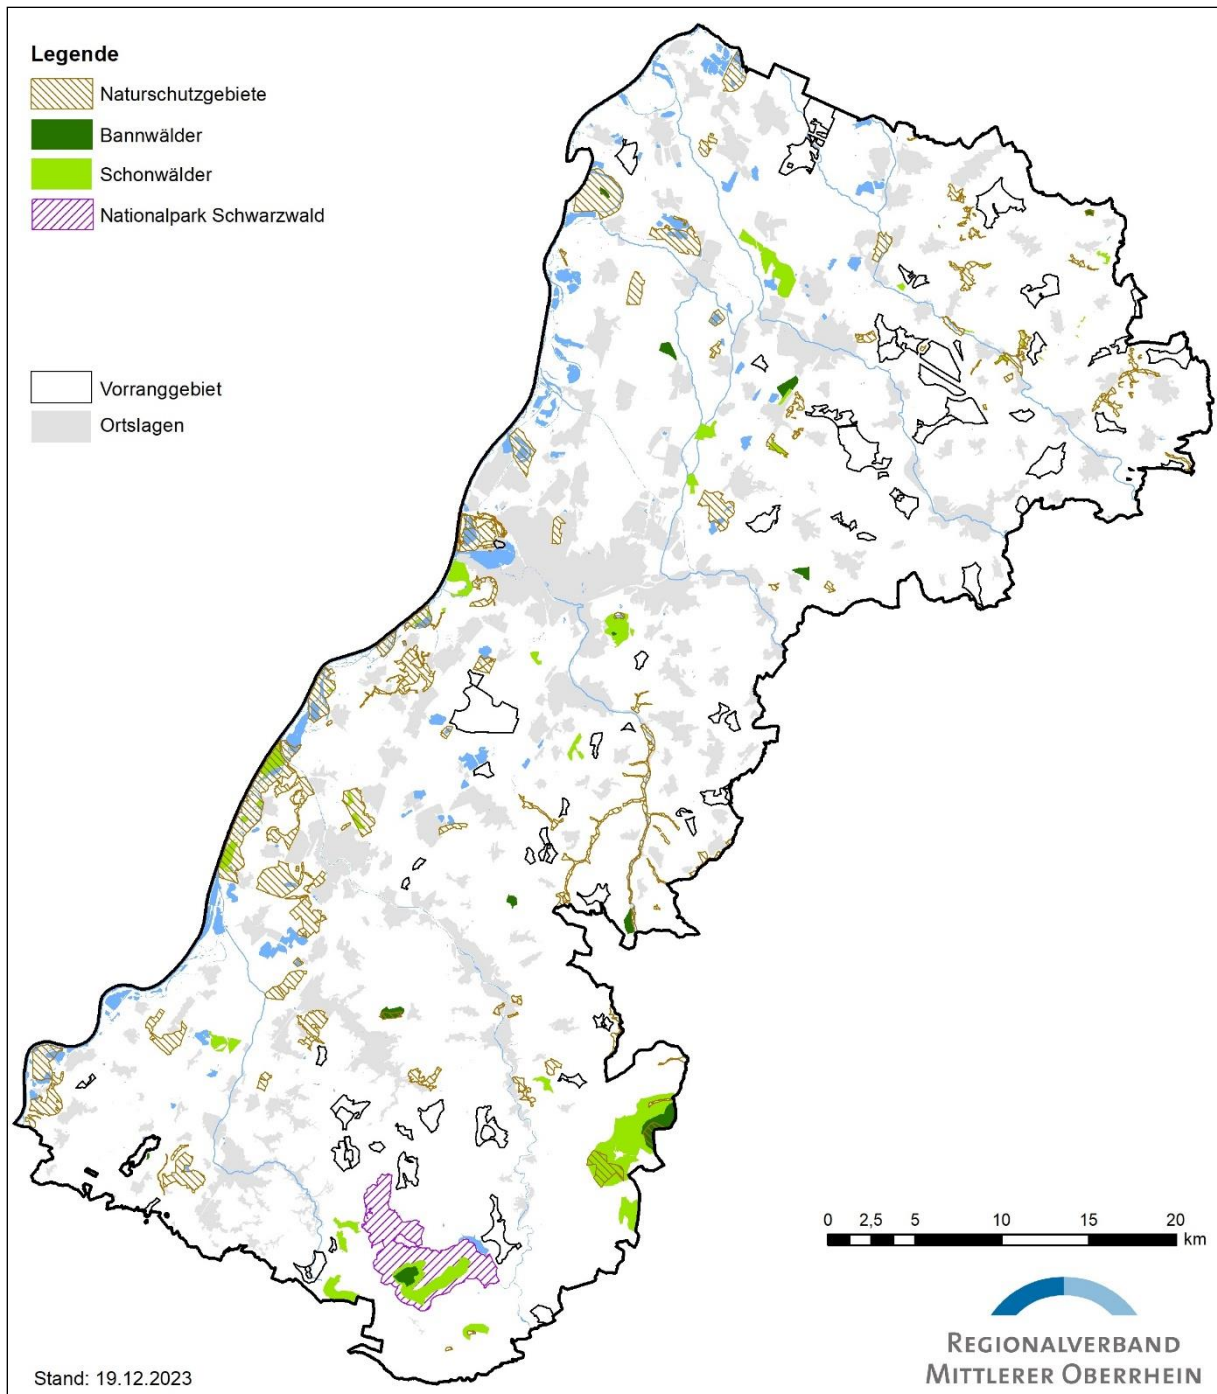 Legende
Naturschutzgebiete
Bannwälder
Schonwälder
Nationalpark Schwarzwald
Vorranggebiet
Ortslagen
0 2,5 5 10 15 20
km
REGIONALVERBAND
MITTLERER OBERRHEIN
Stand: 19.12.2023